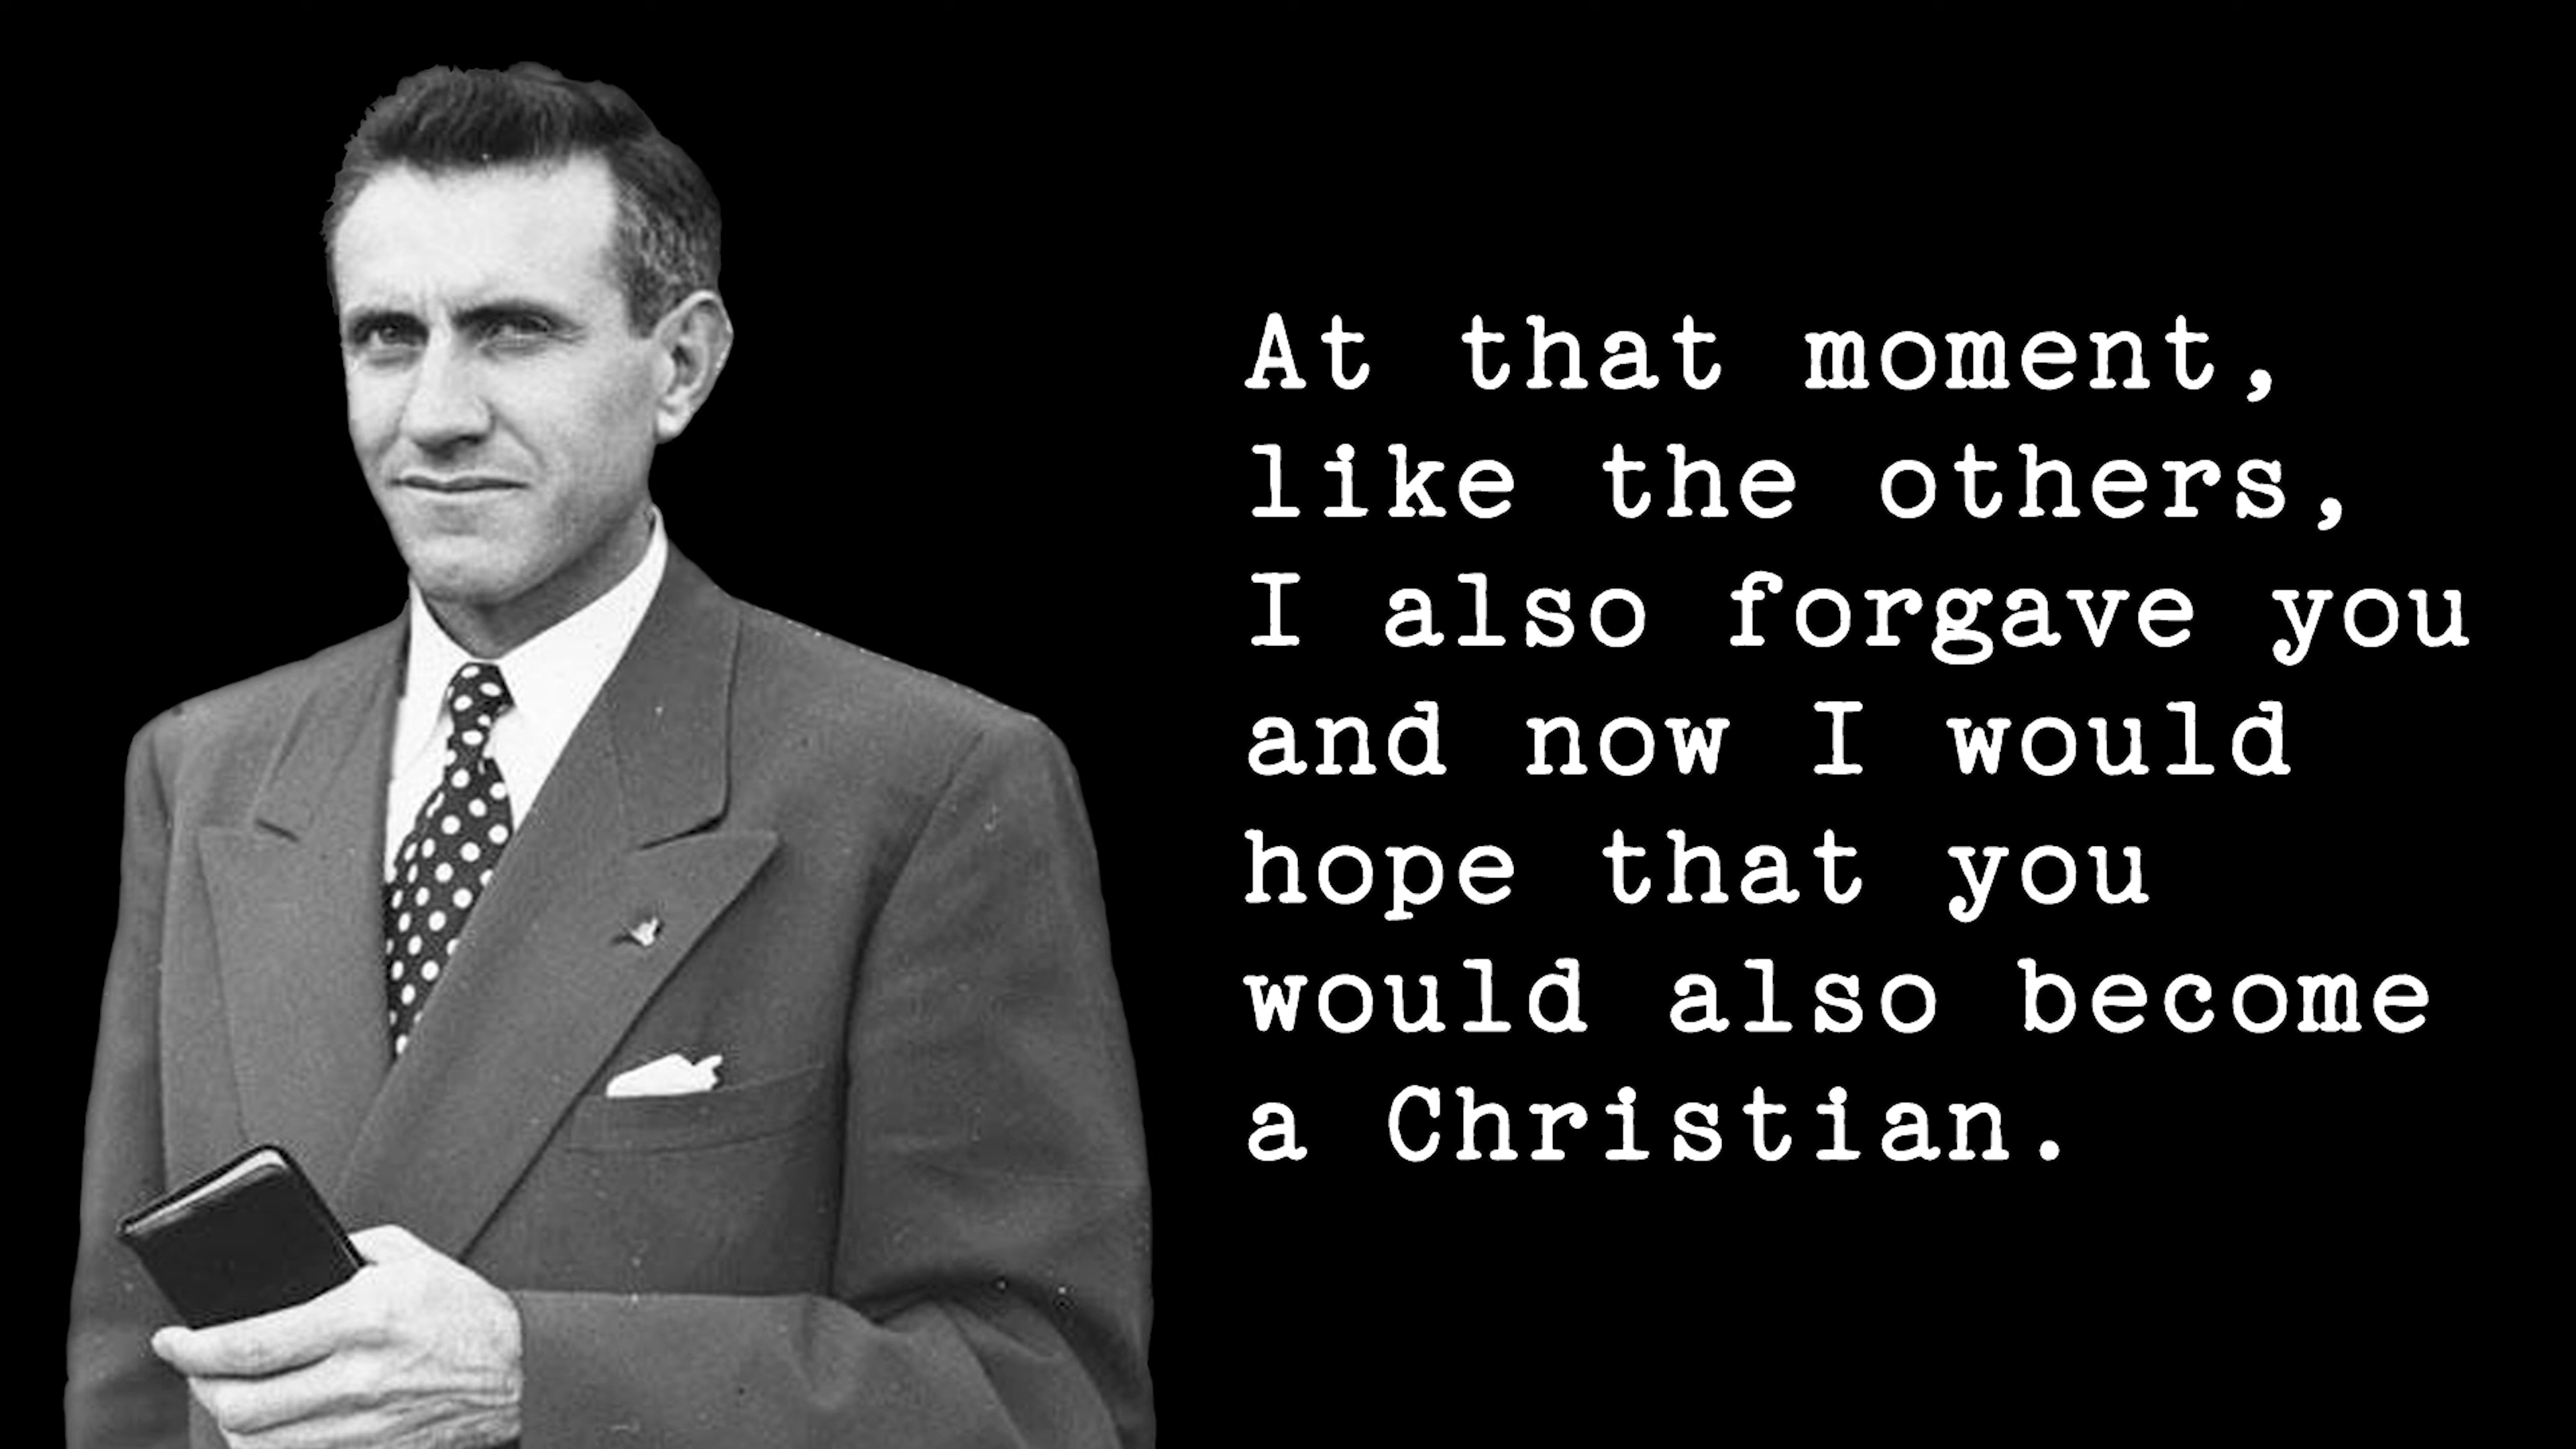 At that moment,
like the others,
I also forgave you
and now I would
hope that you
would also become
a Christian.